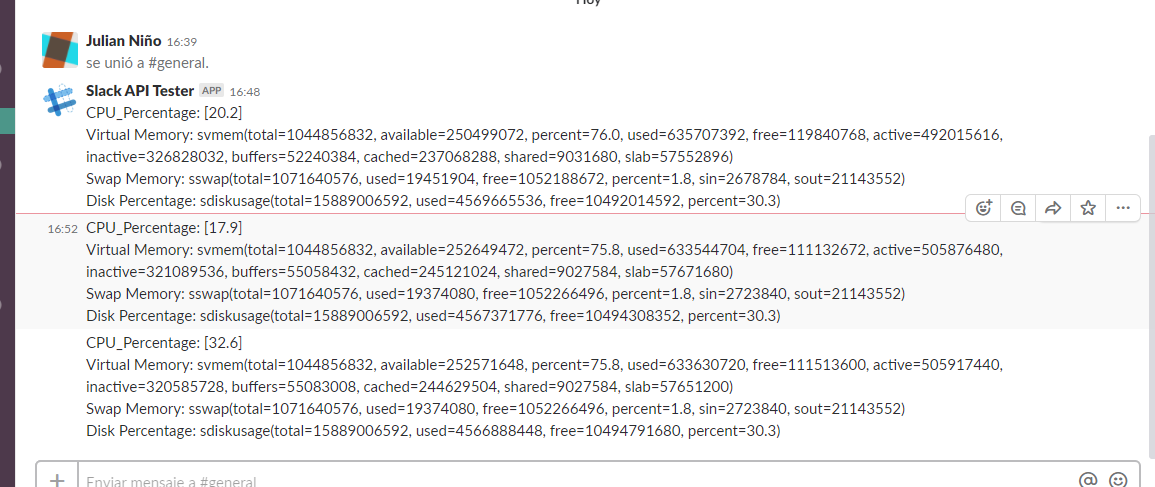 Hoy
Julian Niño 16:39
se unió a #general.
Slack API Tester APP 16:48
CPU_Percentage: [20.2]
Virtual Memory: svmem(total=1044856832, available=250499072, percent=76.0, used=635707392, free=119840768, active=492015616,
inactive=326828032, buffers=52240384, cached=237068288, shared=9031680, slab=57552896)
Swap Memory: sswap(total=1071640576, used=19451904, free=1052188672, percent=1.8, sin=2678784, sout=21143552)
Disk Percentage: sdiskusage(total=15889006592, used=4569665536, free=10492014592, percent=30.3)
16:52 CPU_Percentage: [17.9]
Virtual Memory: svmem(total=1044856832, available=252649472, percent=75.8, used=633544704, free=111132672, active=505876480,
inactive=321089536, buffers=55058432, cached=245121024, shared=9027584, slab=57671680)
Swap Memory: sswap(total=1071640576, used=19374080, free=1052266496, percent=1.8, sin=2723840, sout=21143552)
Disk Percentage: sdiskusage(total=15889006592, used=4567371776, free=10494308352, percent=30.3)
CPU_Percentage: [32.6]
Virtual Memory: svmem(total=1044856832, available=252571648, percent=75.8, used=633630720, free=111513600, active=505917440,
inactive=320585728, buffers=55083008, cached=244629504, shared=9027584, slab=57651200)
Swap Memory: sswap(total=1071640576, used=19374080, free=1052266496, percent=1.8, sin=2723840, sout=21143552)
Disk Percentage: sdiskusage(total=15889006592, used=4566888448, free=10494791680, percent=30.3)
Enviar mensaje a #general